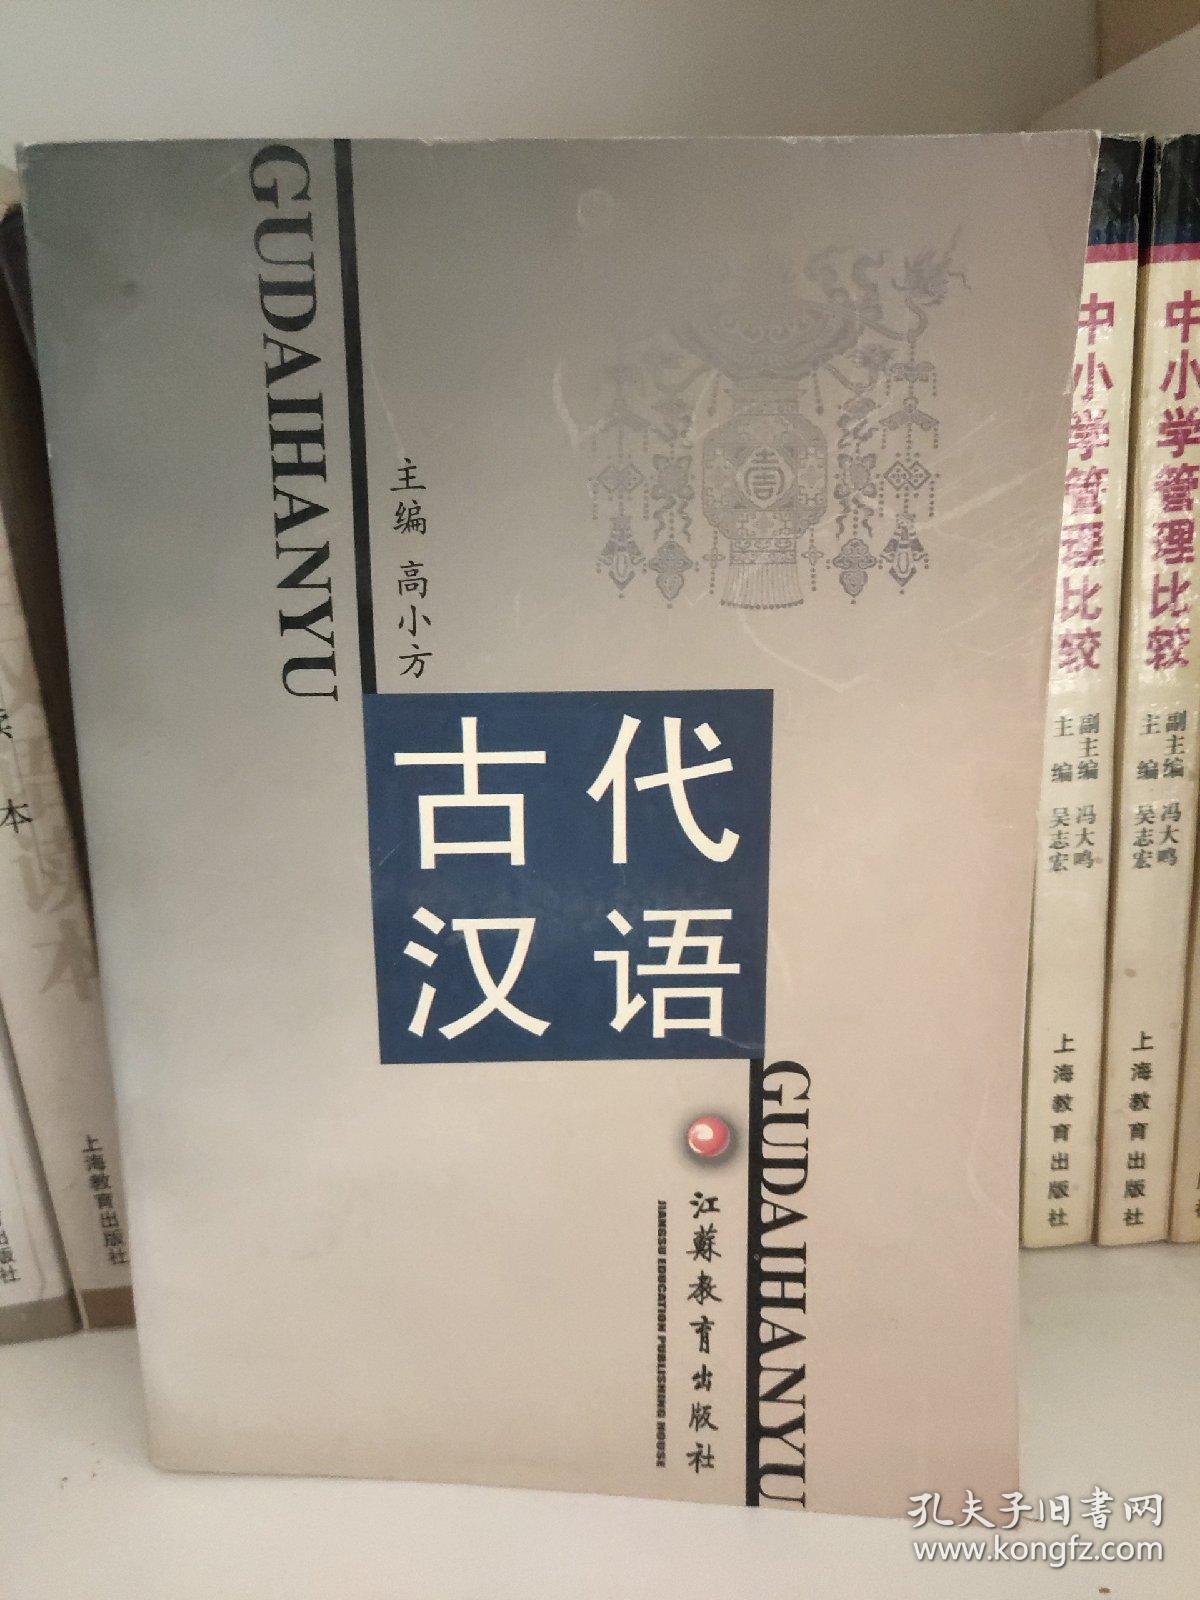 GUDAIHANYU
主编 高小方
古代
汉语
江蘇教育出版社
JIANGSU EDUCATION PUBLISHING HOUSE
GUDAIHANYU
中小学管理比较
主编 吴志宏
副主编 冯大鸣
上海教育出版社
中小学管理比较
主编 吴志宏
副主编 冯大鸣
上海教育出版社
本
上海教育出版社
出版社
孔夫子旧书网
www.kongfz.com